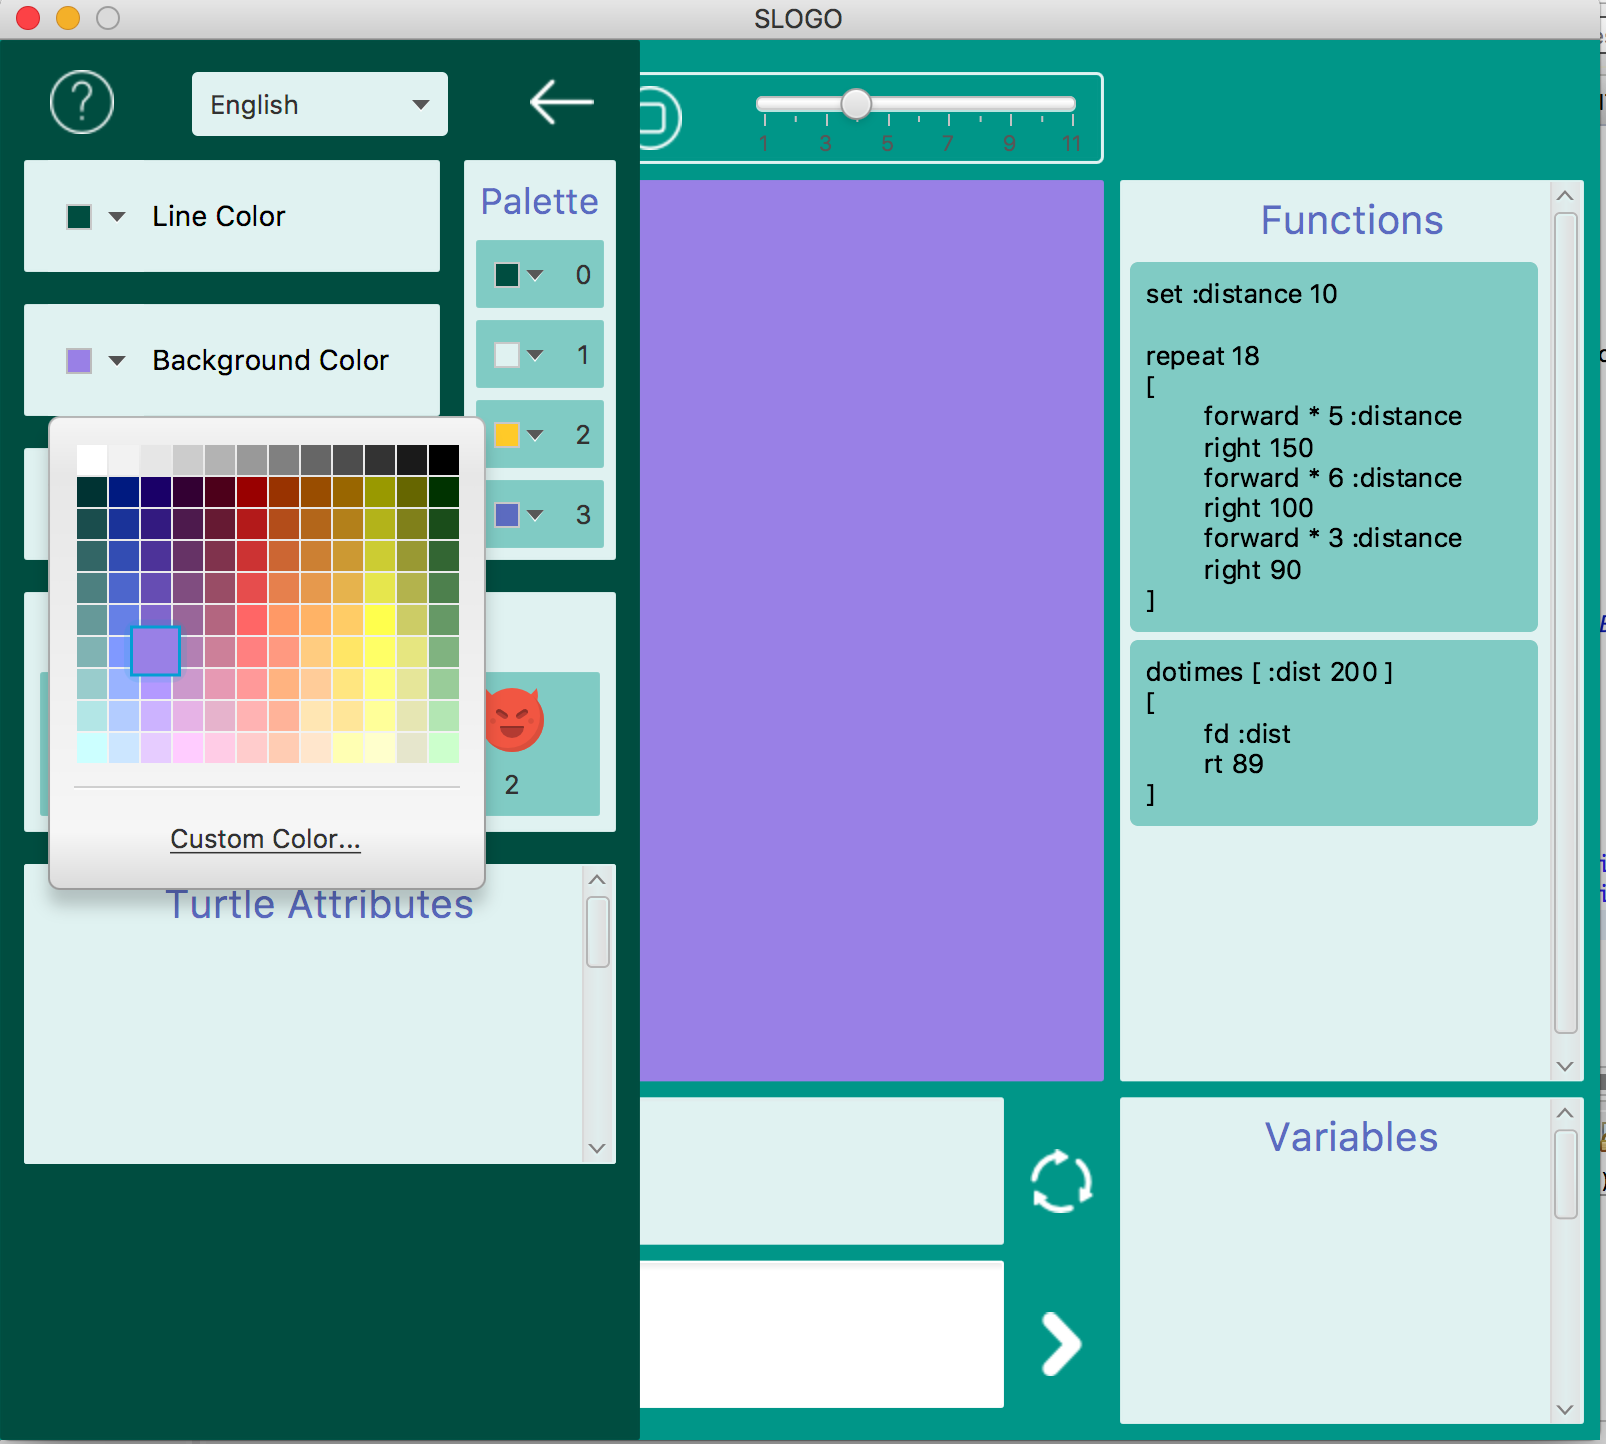 SLOGO
English
1 3 5 7 9 11
Line Color
Background Color
Palette
0
1
2
3
Custom Color...
2
Turtle Attributes
Functions
set :distance 10
repeat 18
[
forward * 5 :distance
right 150
forward * 6 :distance
right 100
forward * 3 :distance
right 90
]
dotimes [ :dist 200 ]
[
fd :dist
rt 89
]
Variables